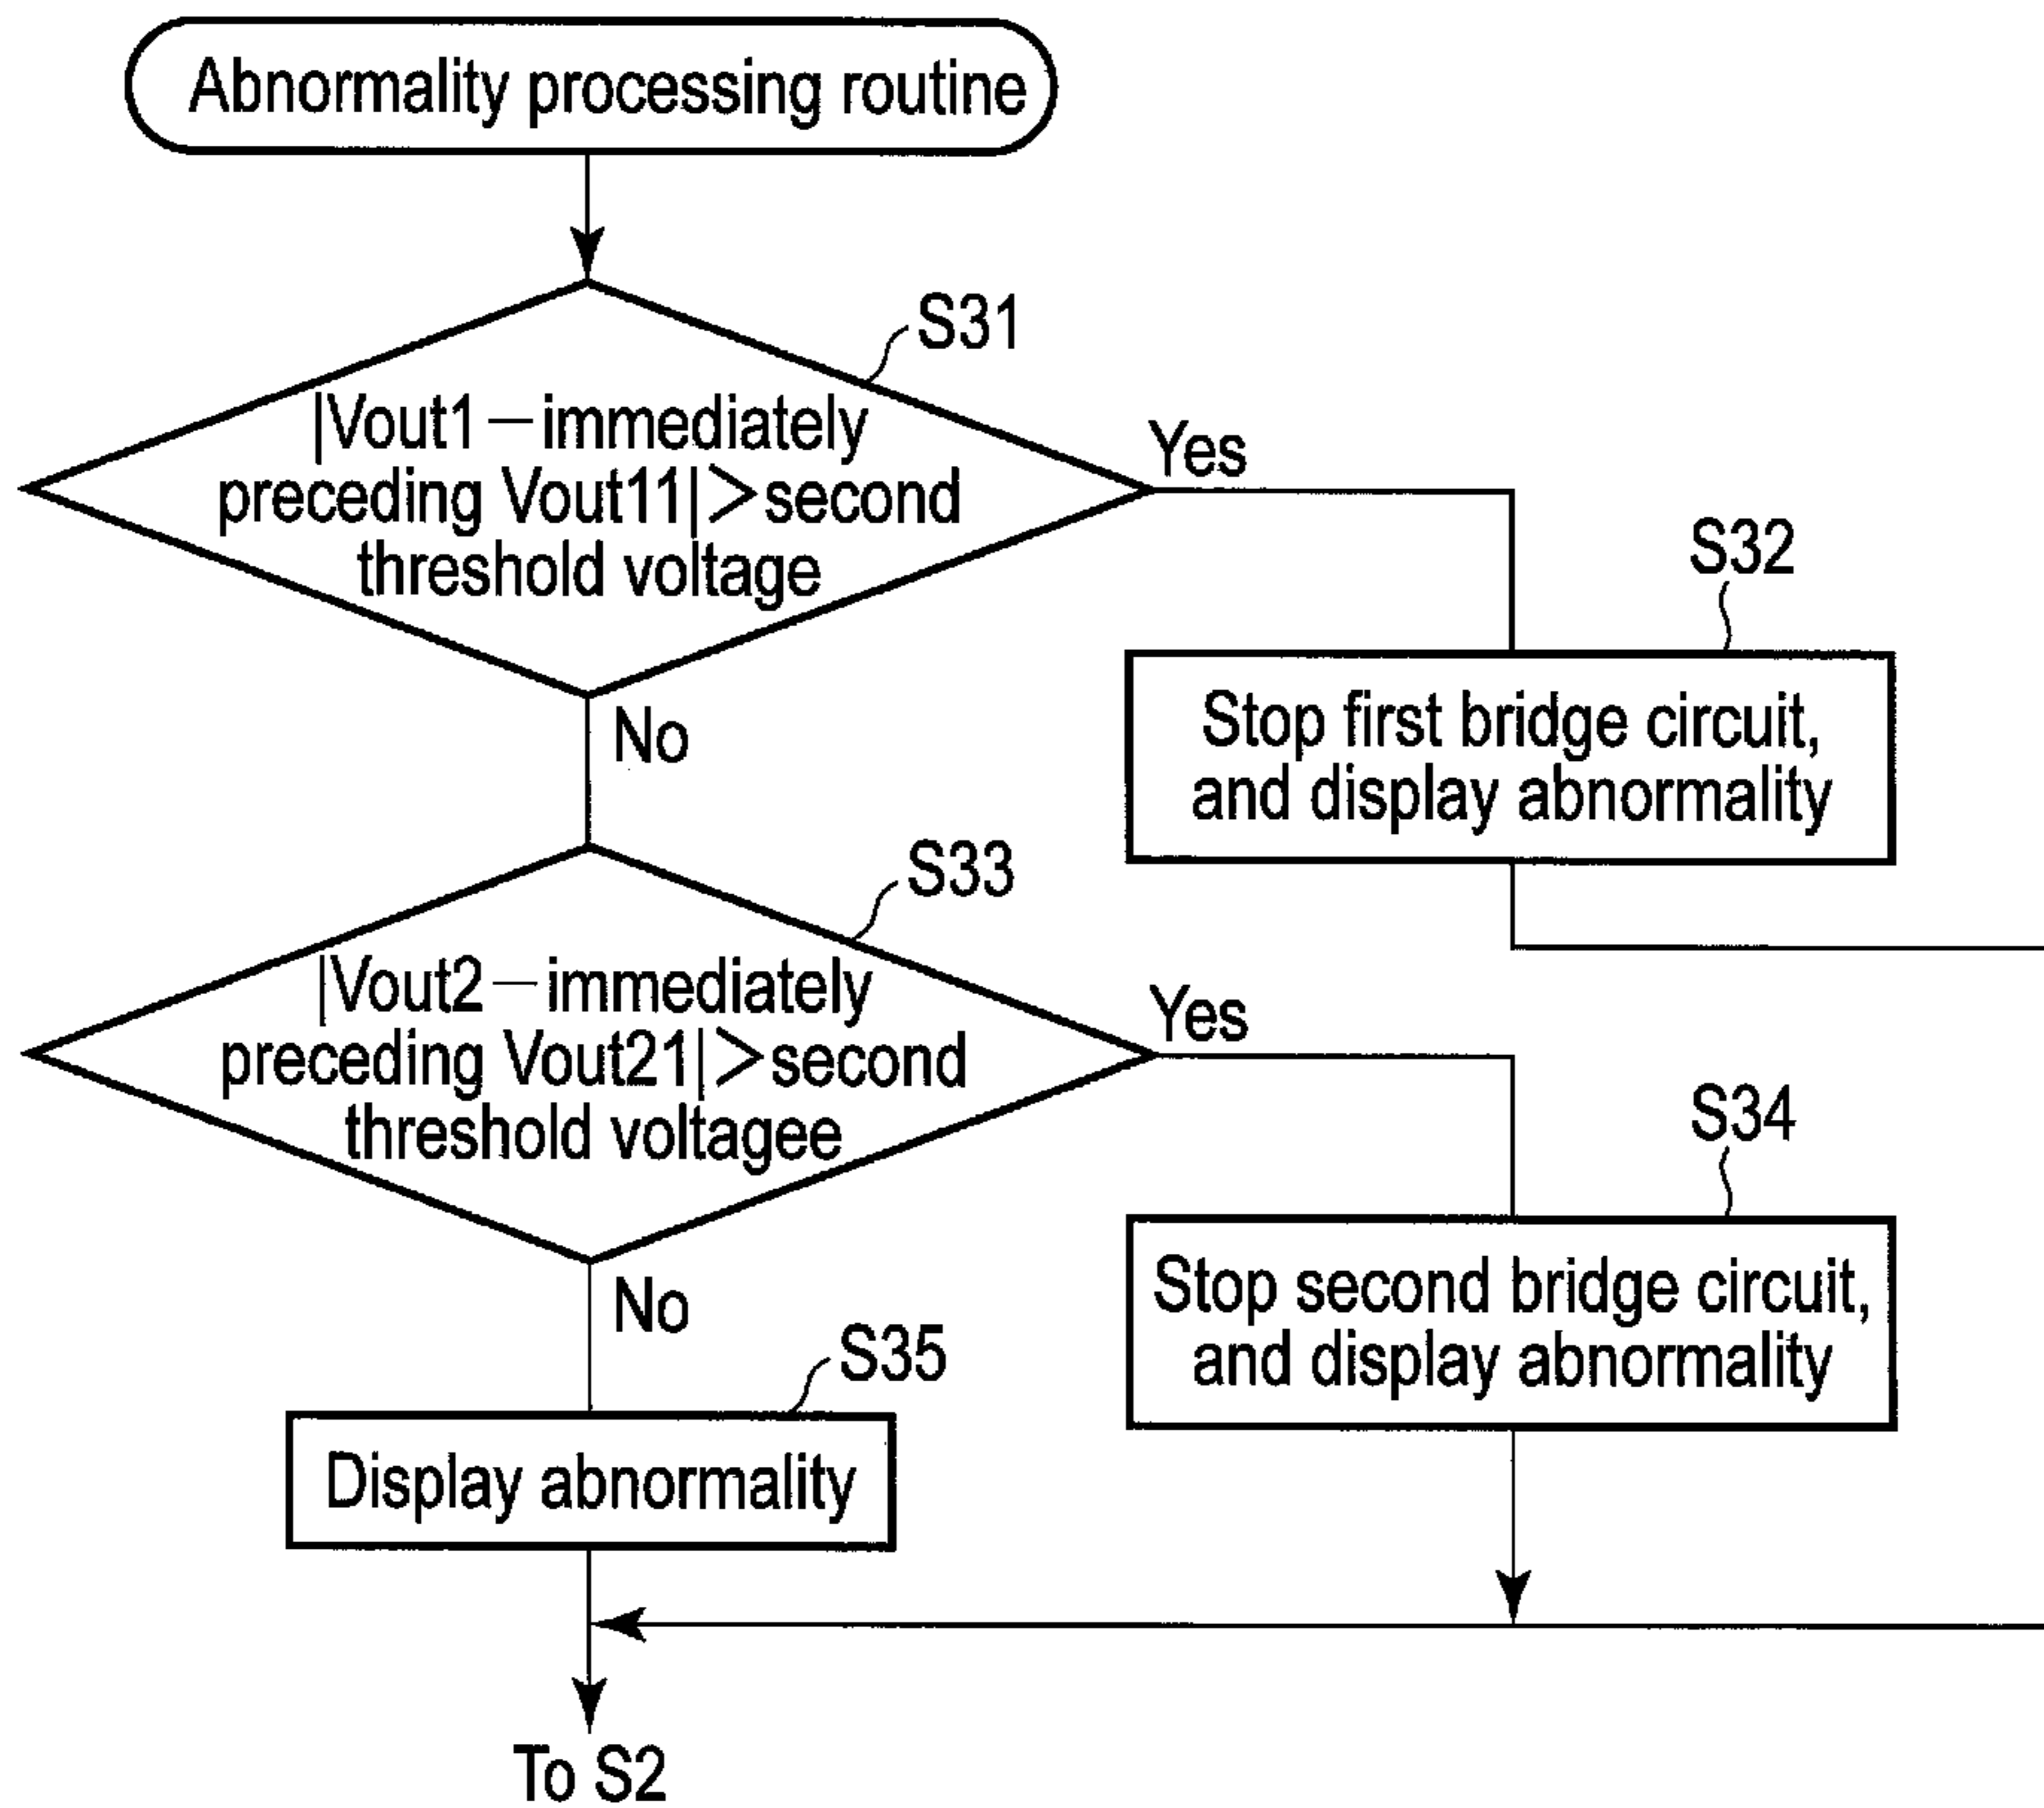 Abnormality processing routine
S31
|Vout1—immediately
preceding Vout11|>second
threshold voltage
Yes
No
S32
Stop first bridge circuit,
and display abnormality
S33
|Vout2—immediately
preceding Vout21|>second
threshold voltagee
Yes
No
S34
Stop second bridge circuit,
and display abnormality
S35
Display abnormality
To S2